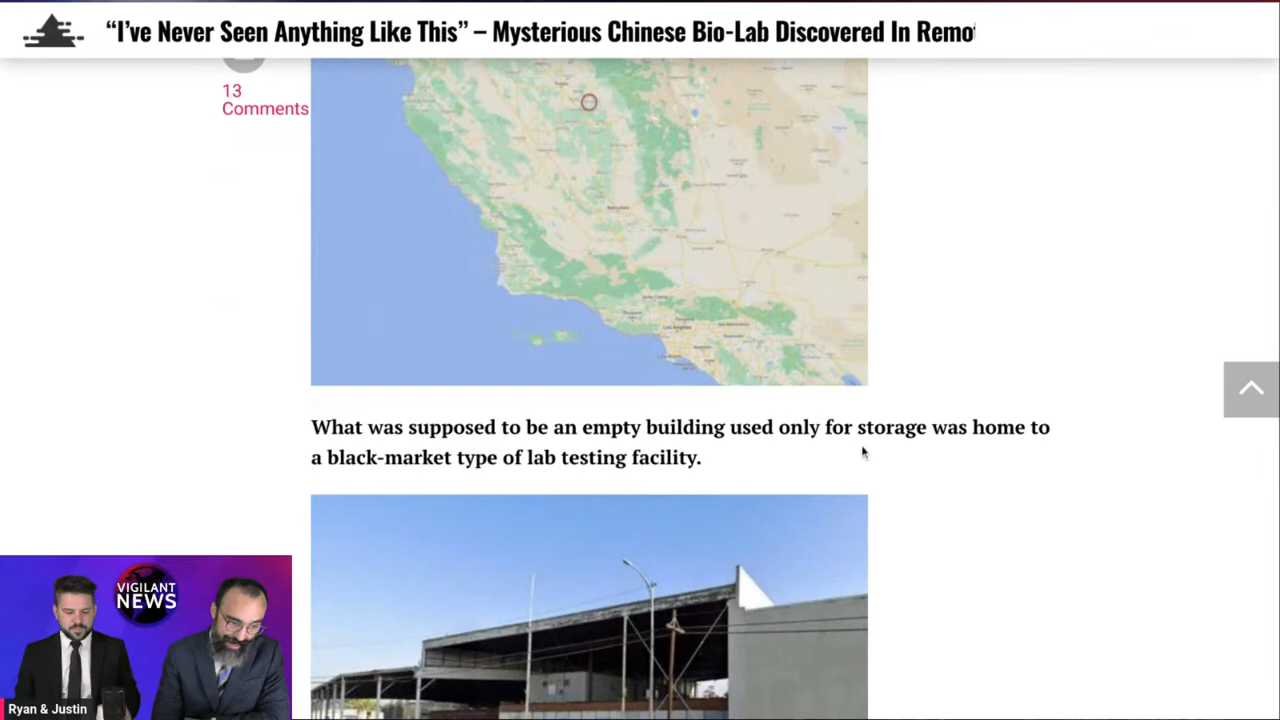 “I’ve Never Seen Anything Like This” – Mysterious Chinese Bio-Lab Discovered In Remo
13
Comments
Los Angeles
What was supposed to be an empty building used only for storage was home to
a black-market type of lab testing facility.
VIGILANT
NEWS
Ryan & Justin